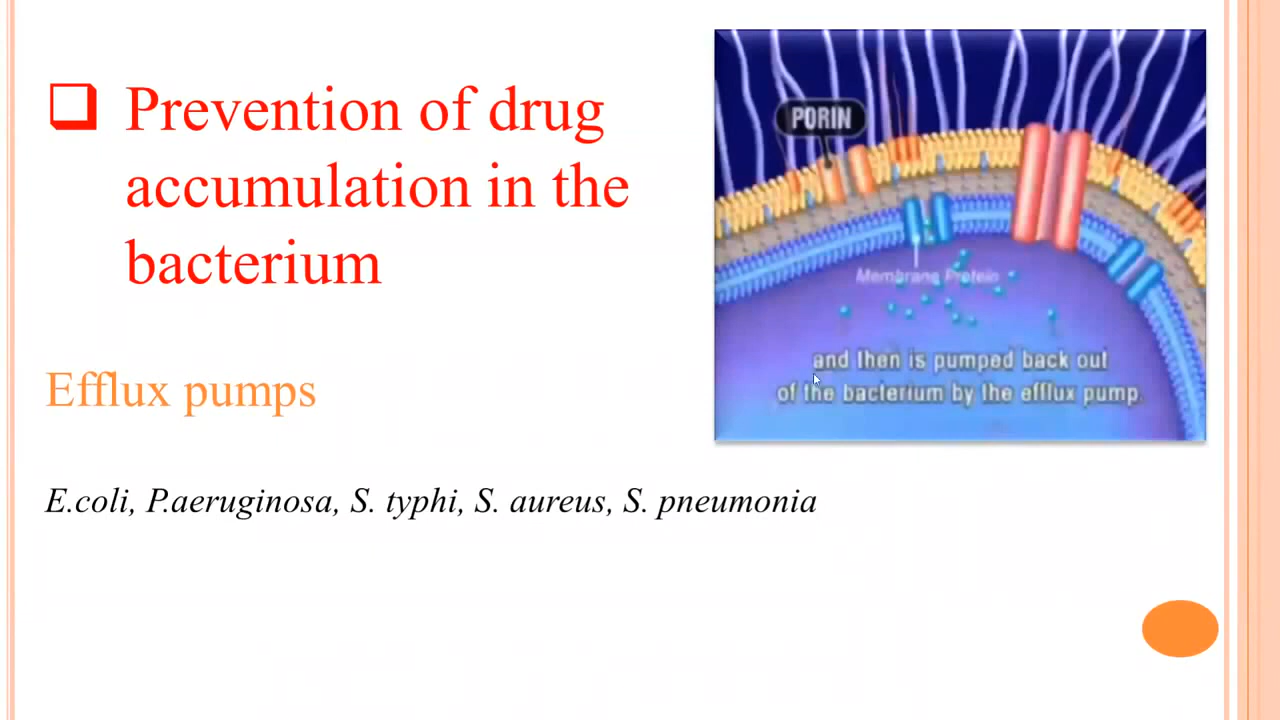 Prevention of drug
accumulation in the
bacterium
Efflux pumps
E.coli, P.aeruginosa, S. typhi, S. aureus, S. pneumonia
PORIN
Membrane Protein
and then is pumped back out
of the bacterium by the efflux pump.